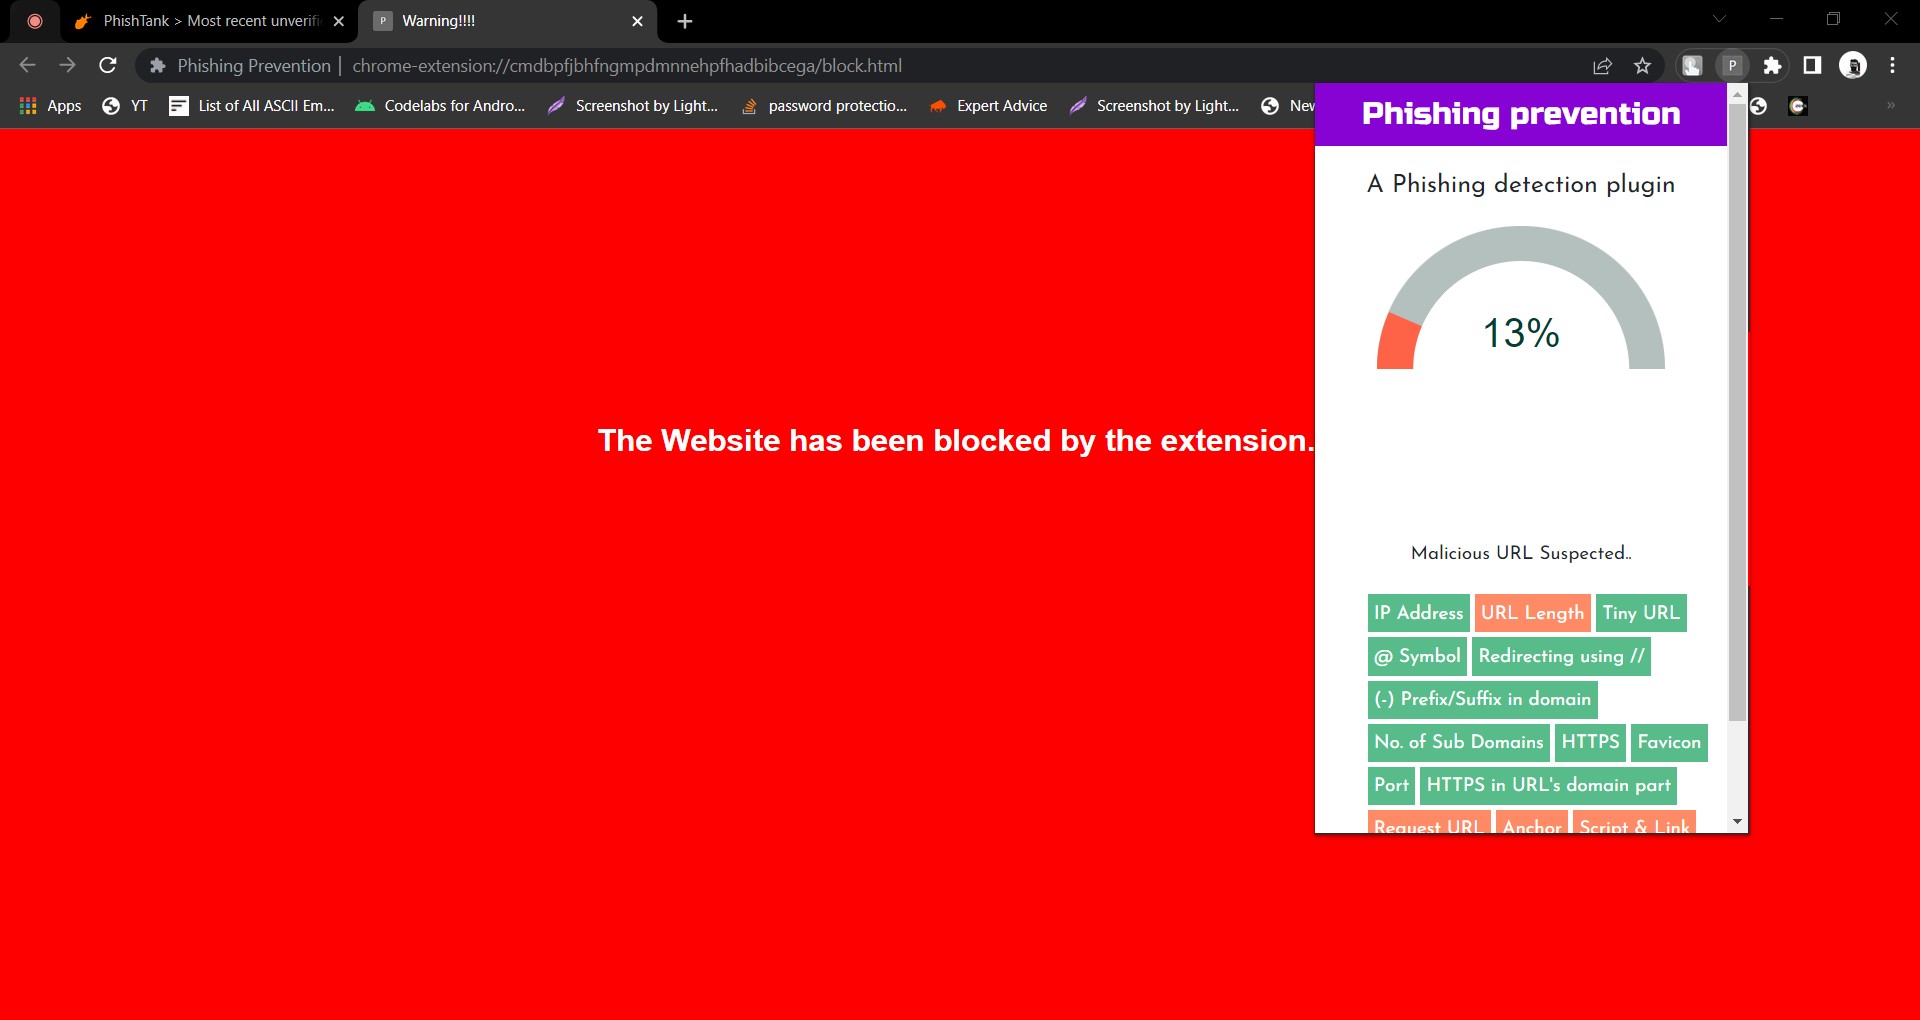 PhishTank > Most recent unverifi
P Warning!!!!
Phishing Prevention | chrome-extension://cmdbpfjbhfngmpdmnnehpfhadbibcega/block.html
P
Apps YT List of All ASCII Em... Codelabs for Andro... Screenshot by Light... password protectio... Expert Advice Screenshot by Light... New
Phishing prevention
A Phishing detection plugin
13%
The Website has been blocked by the extension.
Malicious URL Suspected..
IP Address URL Length Tiny URL
@ Symbol Redirecting using //
(-) Prefix/Suffix in domain
No. of Sub Domains HTTPS Favicon
Port HTTPS in URL's domain part
Request URL Anchor Script & Link